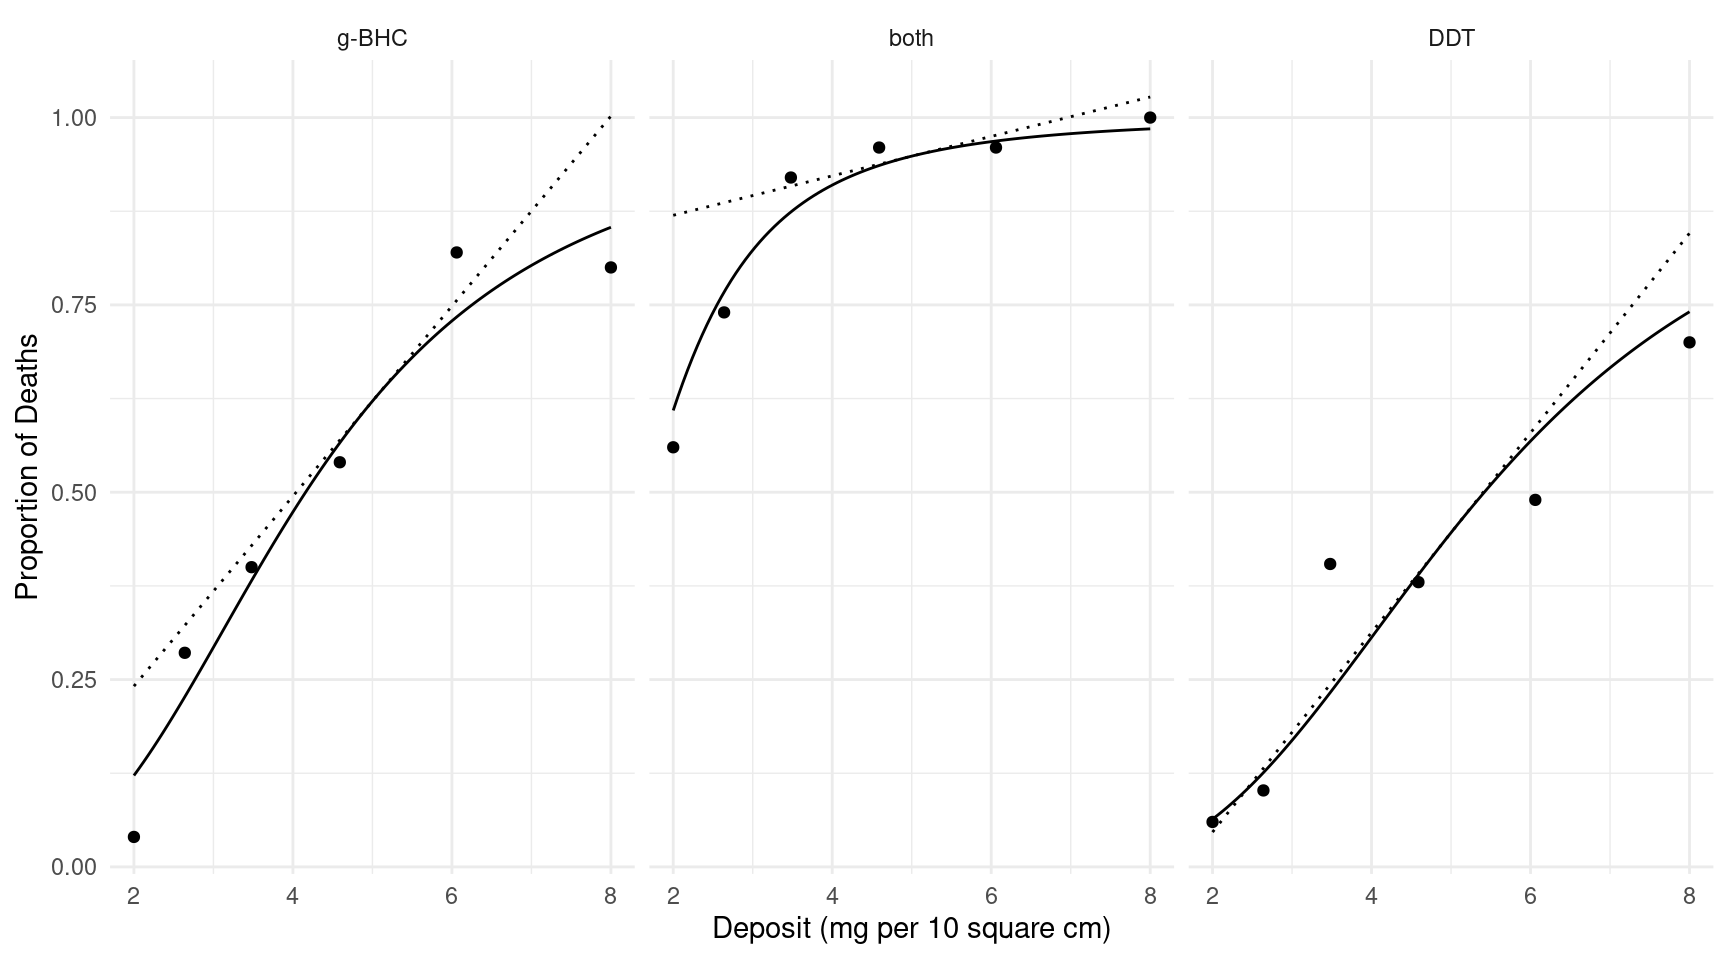 g-BHC both DDT
1.00
0.75
0.50
0.25
0.00
Proportion of Deaths
2 4 6 8 2 4 6 8 2 4 6 8
Deposit (mg per 10 square cm)